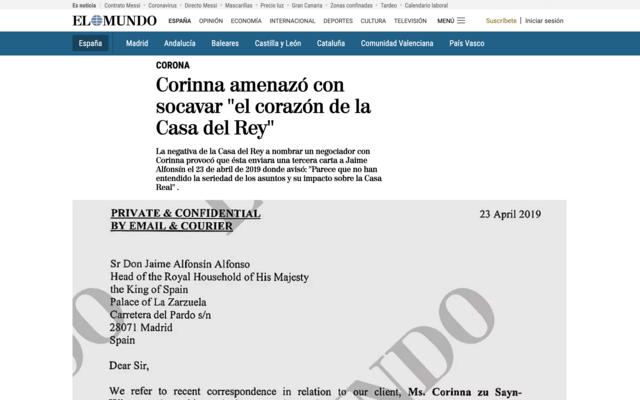 Es noticia Contrato Messi Coronavirus Directo Messi Mascarillas Precio luz Gran Canaria Zonas confinadas Tardeo Calendario laboral
EL MUNDO ESPAÑA OPINIÓN ECONOMÍA INTERNACIONAL DEPORTES CULTURA TELEVISIÓN MENÚ Suscríbete | Iniciar sesión
España Madrid Andalucía Baleares Castilla y León Cataluña Comunidad Valenciana País Vasco
CORONA
Corinna amenazó con
socavar "el corazón de la
Casa del Rey"
La negativa de la Casa del Rey a nombrar un negociador con
Corinna provocó que ésta enviara una tercera carta a Jaime
Alfonsín el 23 de abril de 2019 donde avisó: "Parece que no han
entendido la seriedad de los asuntos y su impacto sobre la Casa
Real" .
PRIVATE & CONFIDENTIAL 23 April 2019
BY EMAIL & COURIER
Sr Don Jaime Alfonsín Alfonso
Head of the Royal Household of His Majesty
the King of Spain
Palace of La Zarzuela
Carretera del Pardo s/n
28071 Madrid
Spain
Dear Sir,
We refer to recent correspondence in relation to our client, Ms. Corinna zu Sayn-